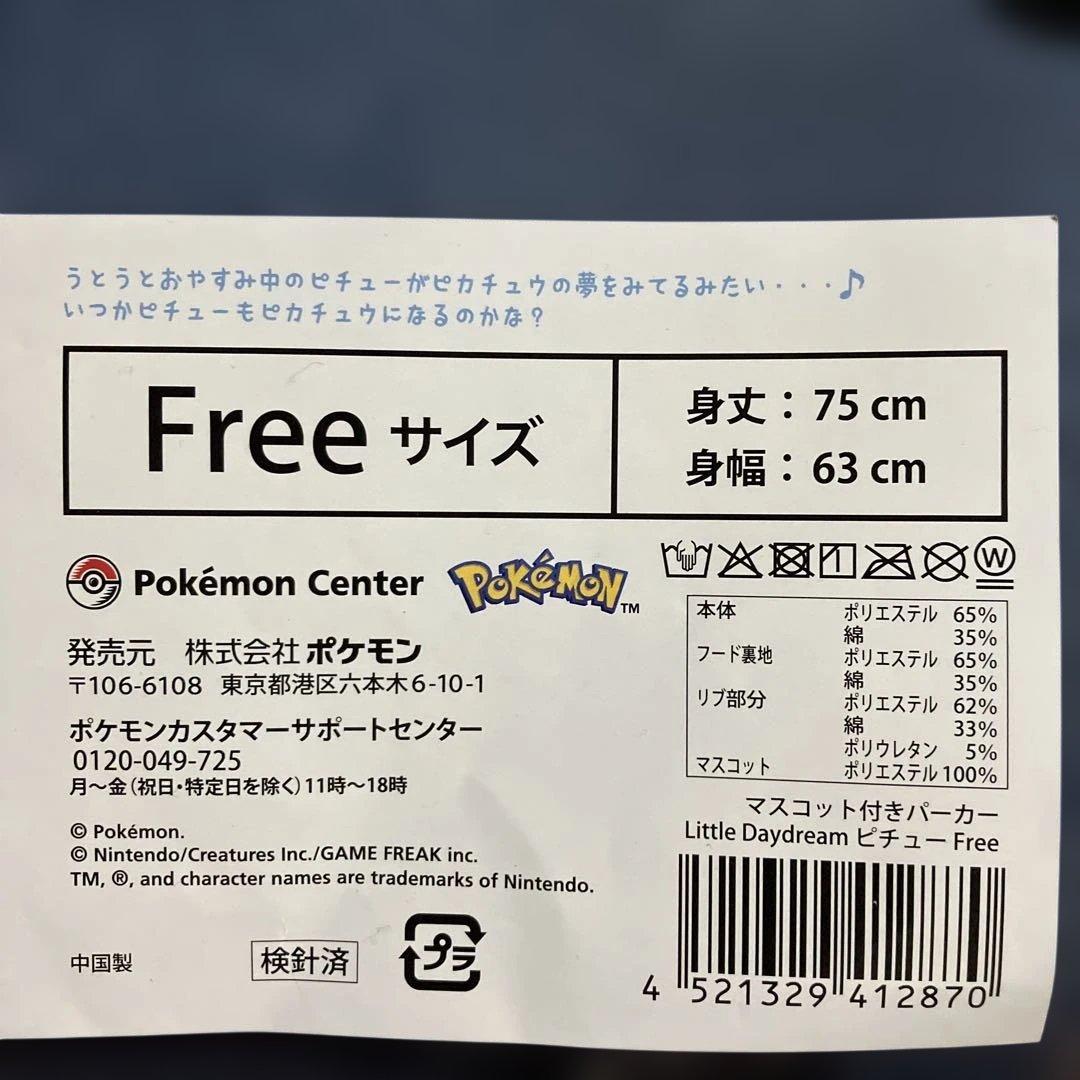 うとうとおやすみ中のピチューがピカチュウの夢をみてるみたい・・・♪
いつかピチューもピカチュウになるのかな？
Free サイズ
身丈：75 cm
身幅：63 cm
Pokémon Center
POKÉMON TM
発売元 株式会社ポケモン
〒106-6108 東京都港区六本木6-10-1
ポケモンカスタマーサポートセンター
0120-049-725
月～金（祝日・特定日を除く）11時～18時
© Pokémon.
© Nintendo/Creatures Inc./GAME FREAK inc.
TM, ®, and character names are trademarks of Nintendo.
中国製
検針済
プラ
W
本体 ポリエステル 65%
綿 35%
フード裏地 ポリエステル 65%
綿 35%
リブ部分 ポリエステル 62%
綿 33%
ポリウレタン 5%
マスコット ポリエステル 100%
マスコット付きパーカー
Little Daydream ピチュー Free
4 521329 412870